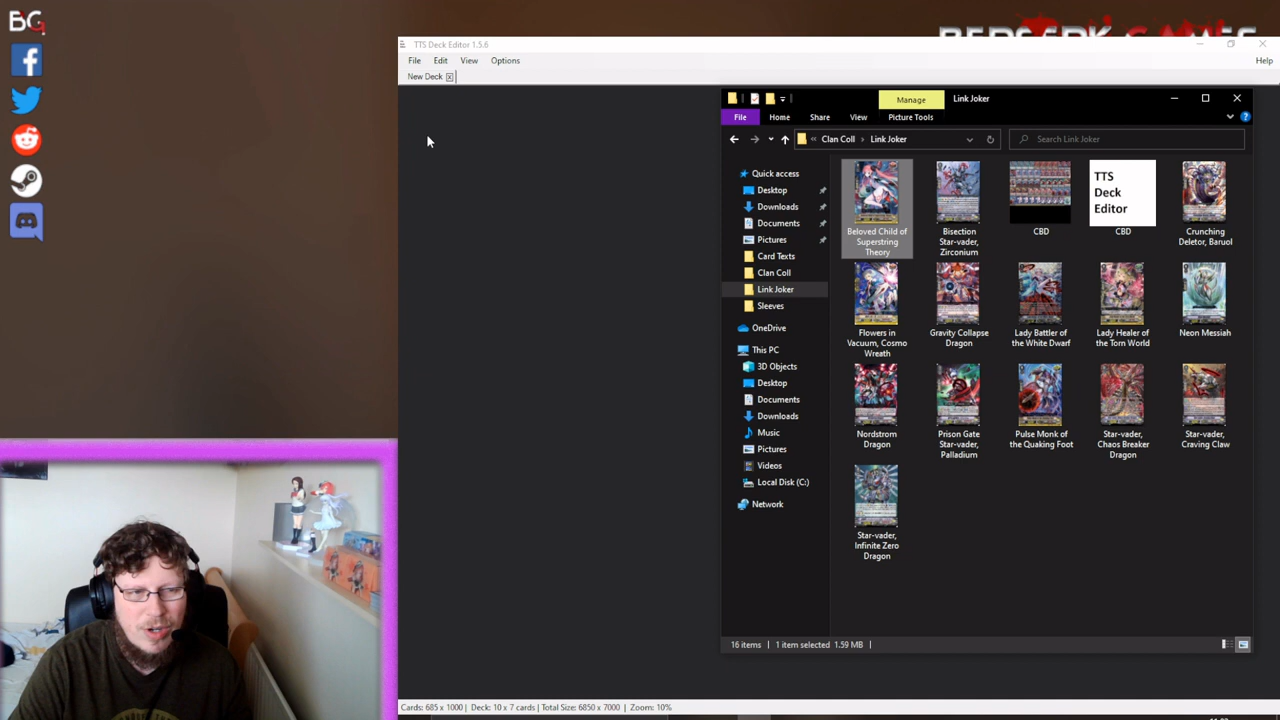 BG
BERSERK GAMES
TTS Deck Editor 1.5.6
File Edit View Options Help
New Deck
Manage
Link Joker
File Home Share View Picture Tools
« Clan Coll > Link Joker
Search Link Joker
Quick access
Desktop
Downloads
Documents
Pictures
Card Texts
Clan Coll
Link Joker
Sleeves
OneDrive
This PC
3D Objects
Desktop
Documents
Downloads
Music
Pictures
Videos
Local Disk (C:)
Network
TTS
Deck
Editor
Beloved Child of
Superstring
Theory
Bisection
Star-vader,
Zirconium
CBD
CBD
Crunching
Deletor, Baruol
Flowers in
Vacuum, Cosmo
Wreath
Gravity Collapse
Dragon
Lady Battler of
the White Dwarf
Lady Healer of
the Torn World
Neon Messiah
Nordstrom
Dragon
Prison Gate
Star-vader,
Palladium
Pulse Monk of
the Quaking Foot
Star-vader,
Chaos Breaker
Dragon
Star-vader,
Craving Claw
Star-vader,
Infinite Zero
Dragon
16 items | 1 item selected 1.59 MB |
Cards: 685 x 1000 | Deck: 10 x 7 cards | Total Size: 6850 x 7000 | Zoom: 10%